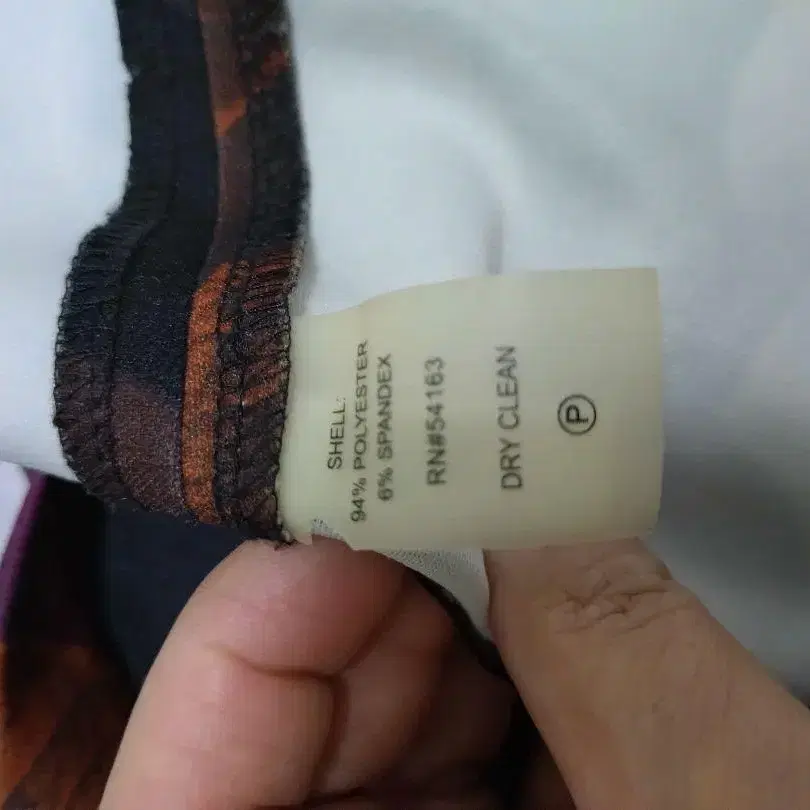 SHELL:
94% POLYESTER
6% SPANDEX
RN#54163
DRY CLEAN
P